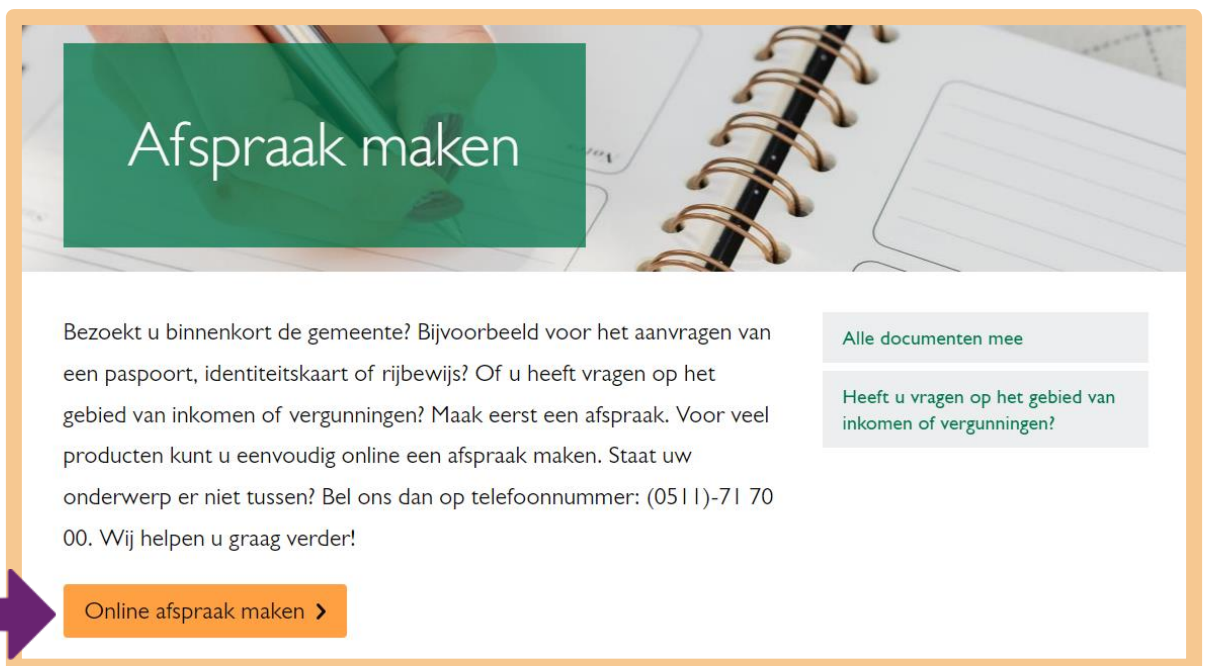 Afspraak maken
Notes
Bezoekt u binnenkort de gemeente? Bijvoorbeeld voor het aanvragen van
een paspoort, identiteitskaart of rijbewijs? Of u heeft vragen op het
gebied van inkomen of vergunningen? Maak eerst een afspraak. Voor veel
producten kunt u eenvoudig online een afspraak maken. Staat uw
onderwerp er niet tussen? Bel ons dan op telefoonnummer: (0511)-71 70
00. Wij helpen u graag verder!
Online afspraak maken
Alle documenten mee
Heeft u vragen op het gebied van
inkomen of vergunningen?